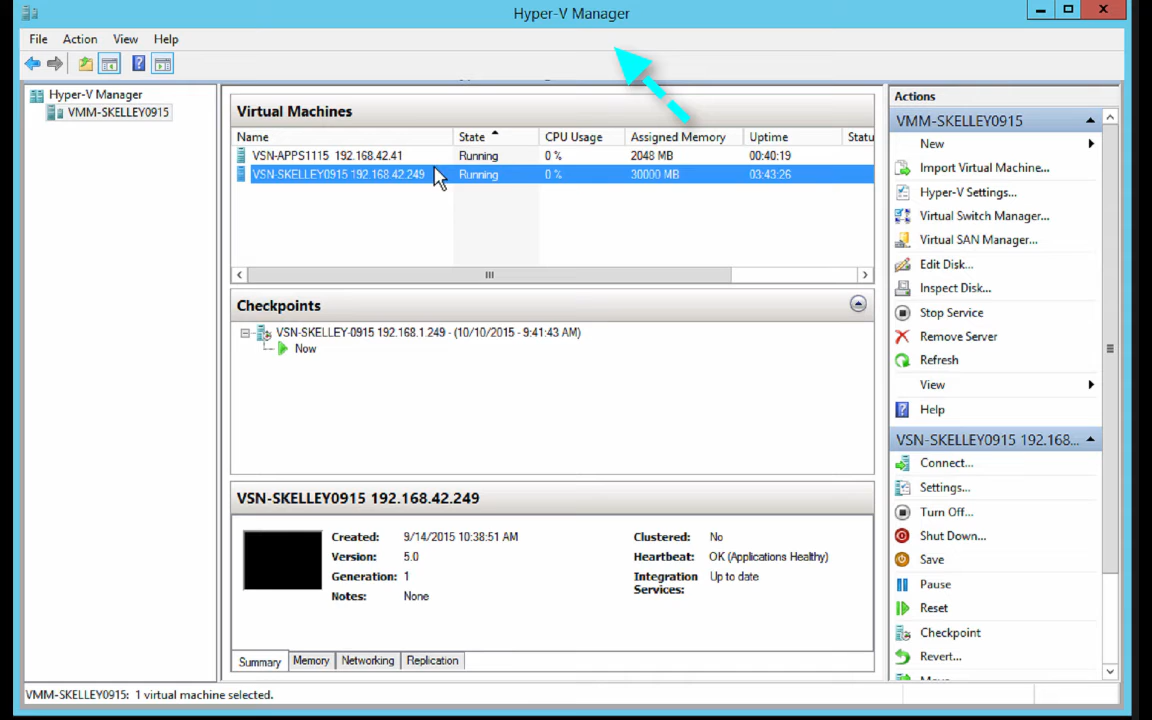 Hyper-V Manager
File Action View Help
Hyper-V Manager
VMM-SKELLEY0915
Virtual Machines
Name State CPU Usage Assigned Memory Uptime Statu
VSN-APPS1115 192.168.42.41 Running 0 % 2048 MB 00:40:19
VSN-SKELLEY0915 192.168.42.249 Running 0 % 30000 MB 03:43:26
Checkpoints
VSN-SKELLEY-0915 192.168.1.249 - (10/10/2015 - 9:41:43 AM)
Now
VSN-SKELLEY0915 192.168.42.249
Created: 9/14/2015 10:38:51 AM Clustered: No
Version: 5.0 Heartbeat: OK (Applications Healthy)
Generation: 1 Integration Services: Up to date
Notes: None
Summary Memory Networking Replication
Actions
VMM-SKELLEY0915
New
Import Virtual Machine...
Hyper-V Settings...
Virtual Switch Manager...
Virtual SAN Manager...
Edit Disk...
Inspect Disk...
Stop Service
Remove Server
Refresh
View
Help
VSN-SKELLEY0915 192.168...
Connect...
Settings...
Turn Off...
Shut Down...
Save
Pause
Reset
Checkpoint
Revert...
VMM-SKELLEY0915: 1 virtual machine selected.